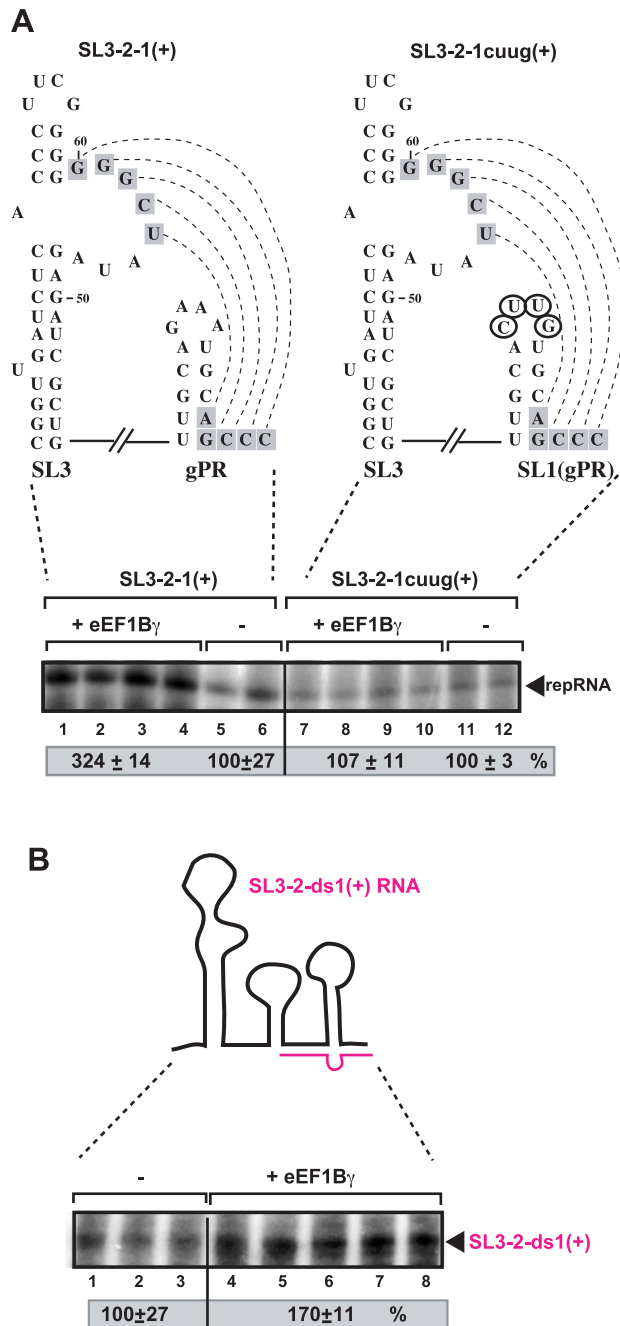 A
SL3-2-1(+)
SL3-2-1cuug(+)
U C
U G
C G
C G
C G
C G
60
G G G C U
A
A U A
C G
U A
C G
U A
50
A U
G C
U
U G
G C
G U
C G
SL3
G A A A
A U
C G
G C
U A
U G C C C
gPR
U C
U G
C G
C G
C G
C G
60
G G G C U
A
A U A
C G
U A
C G
U A
50
A U
G C
U
U G
G C
G U
C G
SL3
C U U G
A U
C G
G C
U A
U G C C C
SL1(gPR)
SL3-2-1(+)
SL3-2-1cuug(+)
+ eEF1Bγ
-
+ eEF1Bγ
-
repRNA
1 2 3 4 5 6 7 8 9 10 11 12
324 ± 14 100±27 107 ± 11 100 ± 3 %
B
SL3-2-ds1(+) RNA
-
+ eEF1Bγ
SL3-2-ds1(+)
1 2 3 4 5 6 7 8
100±27 170±11 %